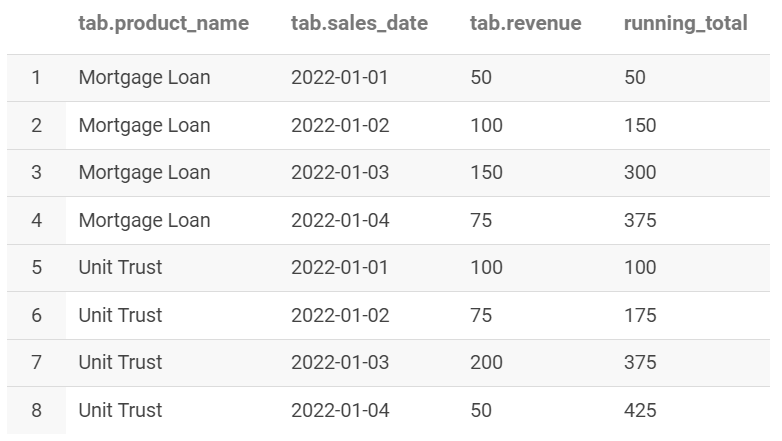 tab.product_name tab.sales_date tab.revenue running_total
1 Mortgage Loan 2022-01-01 50 50
2 Mortgage Loan 2022-01-02 100 150
3 Mortgage Loan 2022-01-03 150 300
4 Mortgage Loan 2022-01-04 75 375
5 Unit Trust 2022-01-01 100 100
6 Unit Trust 2022-01-02 75 175
7 Unit Trust 2022-01-03 200 375
8 Unit Trust 2022-01-04 50 425